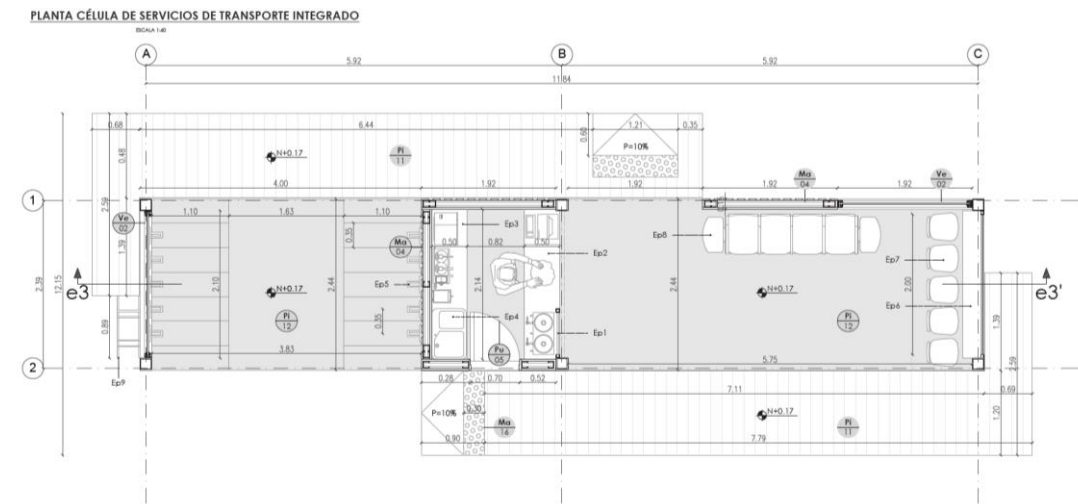 PLANTA CÉLULA DE SERVICIOS DE TRANSPORTE INTEGRADO
ESCALA 1:40
A B C
5.92 5.92
11.84
0.68 6.44 0.60 1.21 0.35
P=10%
0.48 N+0.17 Pi 11
4.00 1.92 1.92 1.92 1.92
Ma 04 Ve 02
1 2.59
Ve 02 1.10 1.63 1.10 Ep3
0.35 Ma 04 0.50 0.82 0.50 Ep8
1.39 Ep2 Ep7
2.39 12.15 2.10 2.44 2.14 2.44 2.00
e3 N+0.17 Ep5 N+0.17 e3'
Ep6
Pi 12 Ep4 Pi 12
0.35 Ep1 1.39
0.89 3.83 Pu 05 5.75 2.59
2
Ep9 0.28 0.70 0.52 7.11 0.69
P=10% 0.30 N+0.17 1.20
Ma 16 Pi 11
0.90 7.79